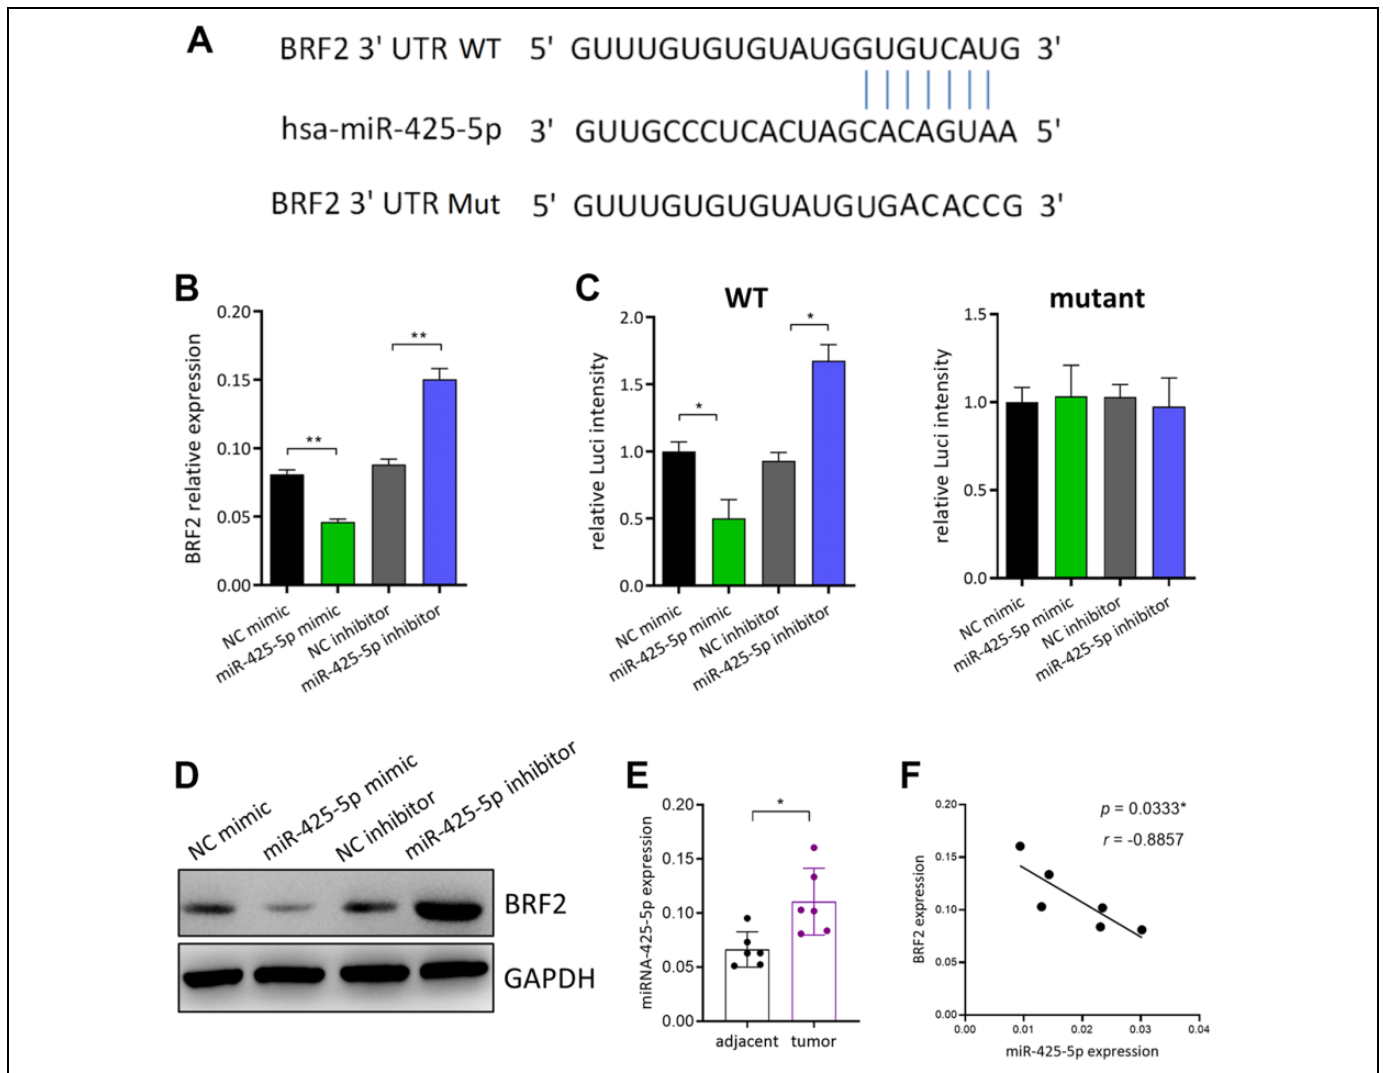 A
BRF2 3' UTR WT 5' GUUUGUGUGUAUGGUGUCAUG 3'
hsa-miR-425-5p 3' GUUGCCCUCACUAGCACAGUAA 5'
BRF2 3' UTR Mut 5' GUUUGUGUGUAUGUGACACCG 3'
B
BRF2 relative expression
0.20
0.15
0.10
0.05
0.00
**
**
NC mimic
miR-425-5p mimic
NC inhibitor
miR-425-5p inhibitor
C
WT
relative Luci intensity
2.0
1.5
1.0
0.5
0.0
*
*
NC mimic
miR-425-5p mimic
NC inhibitor
miR-425-5p inhibitor
mutant
relative Luci intensity
1.5
1.0
0.5
0.0
NC mimic
miR-425-5p mimic
NC inhibitor
miR-425-5p inhibitor
D
NC mimic
miR-425-5p mimic
NC inhibitor
miR-425-5p inhibitor
BRF2
GAPDH
E
miRNA-425-5p expression
0.20
0.15
0.10
0.05
0.00
*
adjacent tumor
F
BRF2 expression
0.20
0.15
0.10
0.05
0.00
p = 0.0333*
r = -0.8857
0.00 0.01 0.02 0.03 0.04
miR-425-5p expression